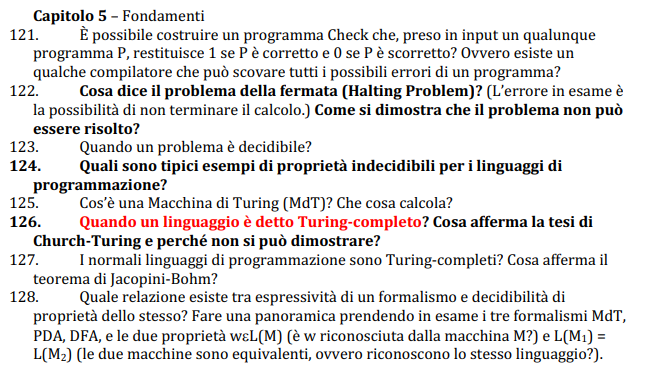 Capitolo 5 – Fondamenti
121. È possibile costruire un programma Check che, preso in input un qualunque
programma P, restituisce 1 se P è corretto e 0 se P è scorretto? Ovvero esiste un
qualche compilatore che può scovare tutti i possibili errori di un programma?
122. Cosa dice il problema della fermata (Halting Problem)? (L’errore in esame è
la possibilità di non terminare il calcolo.) Come si dimostra che il problema non può
essere risolto?
123. Quando un problema è decidibile?
124. Quali sono tipici esempi di proprietà indecidibili per i linguaggi di
programmazione?
125. Cos’è una Macchina di Turing (MdT)? Che cosa calcola?
126. Quando un linguaggio è detto Turing-completo? Cosa afferma la tesi di
Church-Turing e perché non si può dimostrare?
127. I normali linguaggi di programmazione sono Turing-completi? Cosa afferma il
teorema di Jacopini-Bohm?
128. Quale relazione esiste tra espressività di un formalismo e decidibilità di
proprietà dello stesso? Fare una panoramica prendendo in esame i tre formalismi MdT,
PDA, DFA, e le due proprietà wεL(M) (è w riconosciuta dalla macchina M?) e L(M₁) =
L(M₂) (le due macchine sono equivalenti, ovvero riconoscono lo stesso linguaggio?).